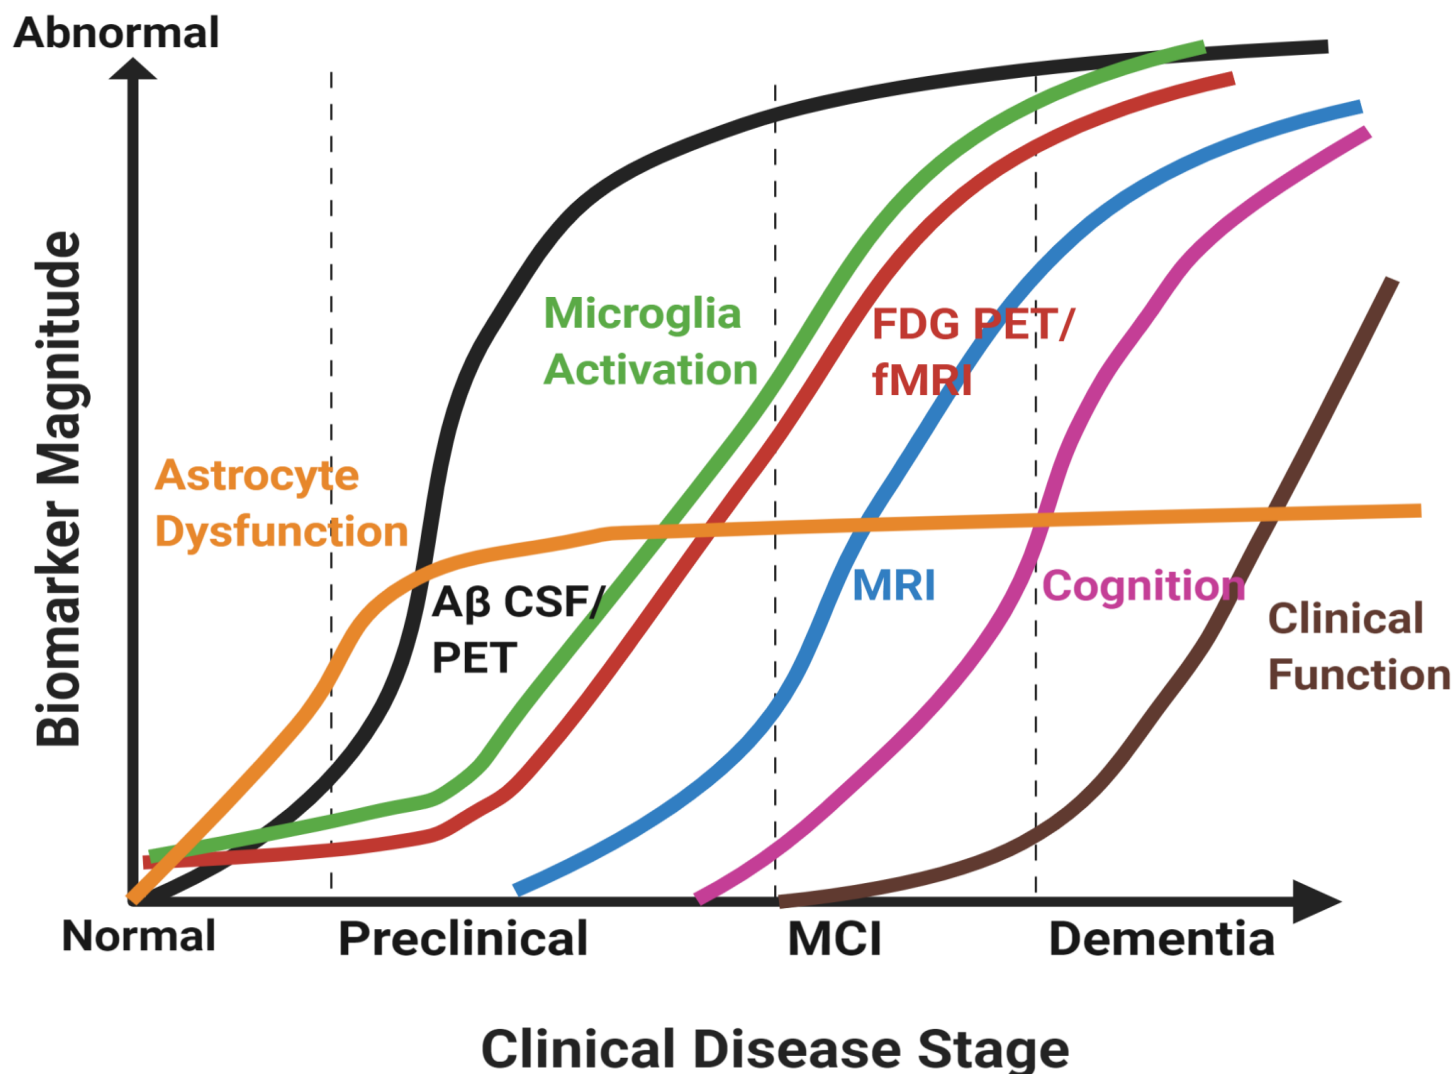 Abnormal
Biomarker Magnitude
Microglia
Activation
FDG PET/
fMRI
Astrocyte
Dysfunction
Aβ CSF/
PET
MRI
Cognition
Clinical
Function
Normal
Preclinical
MCI
Dementia
Clinical Disease Stage